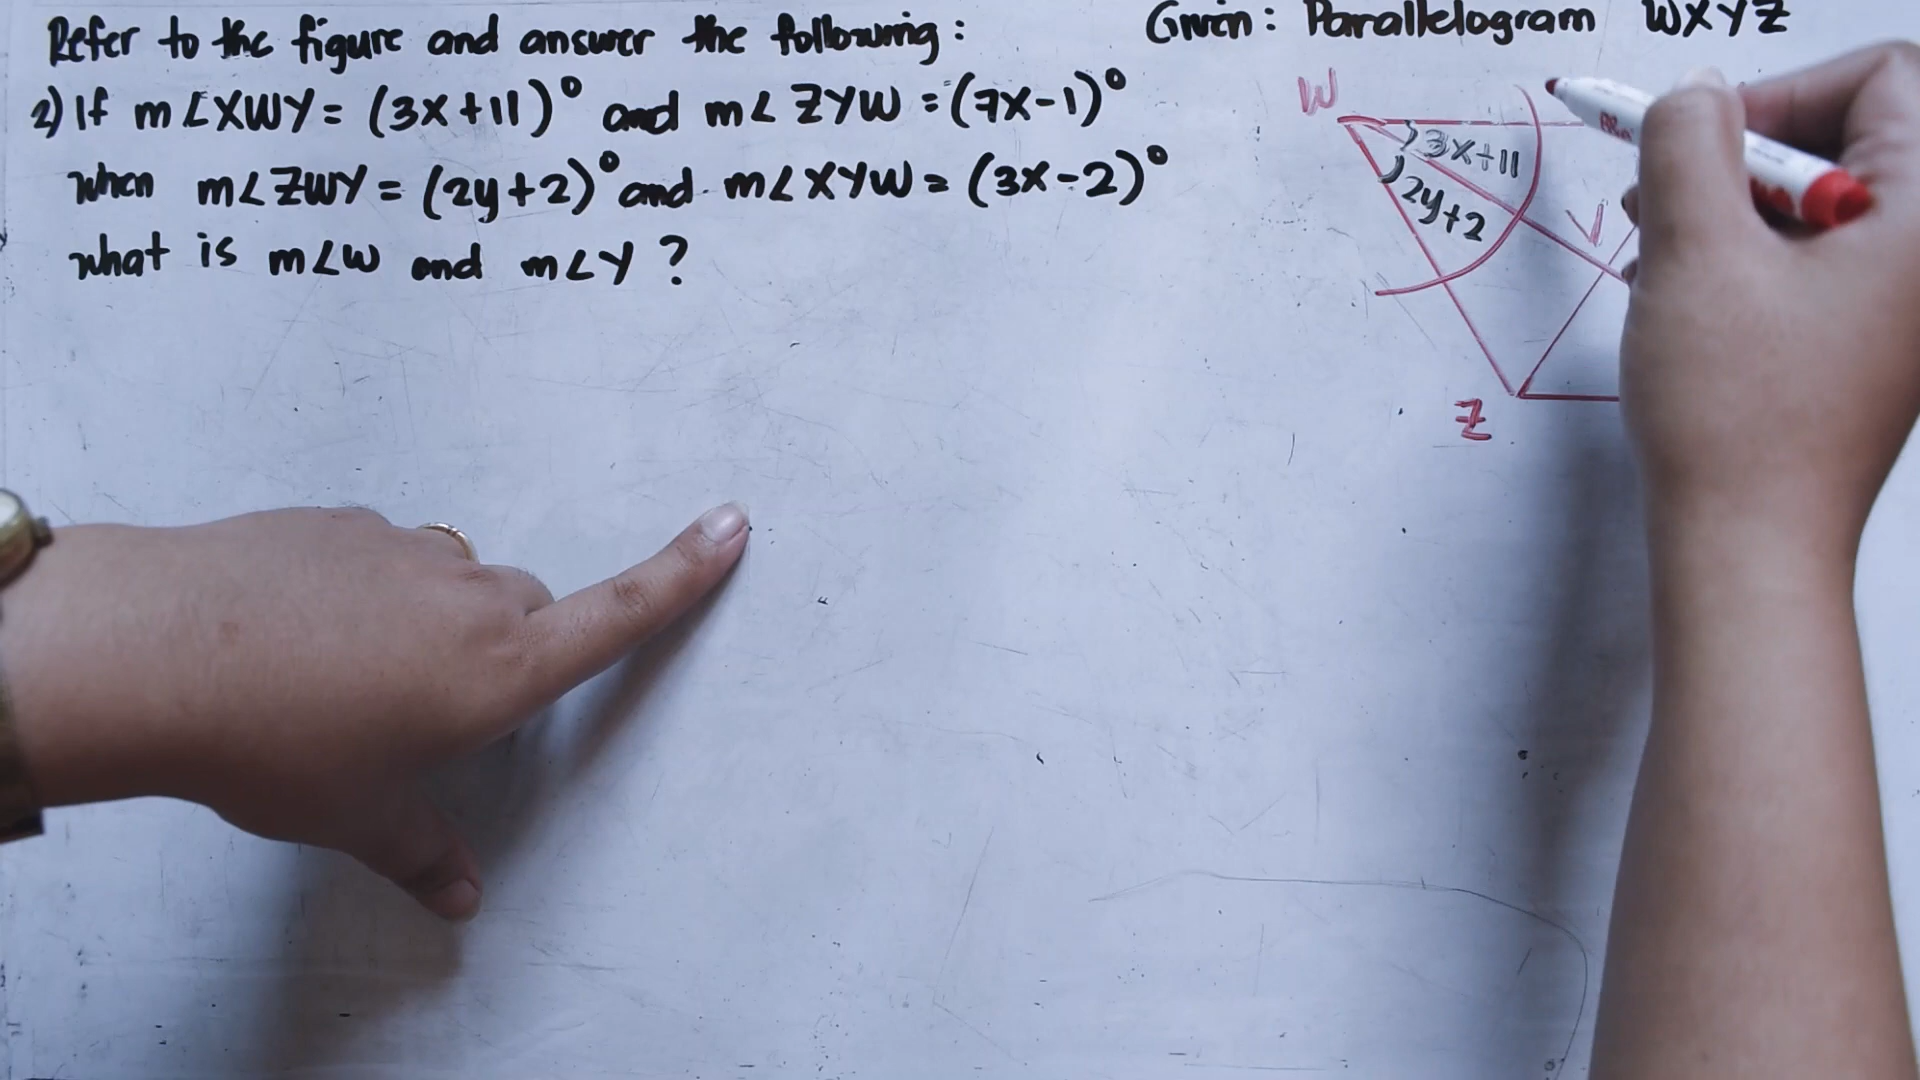 Refer to the figure and answer the following:
Given: Parallelogram WXYZ
2) If m∠XWY = (3x+11)° and m∠ZYW = (7x-1)°
when m∠ZWY = (2y+2)° and m∠XYW = (3x-2)°
what is m∠W and m∠Y ?
W
3x+11
2y+2
V
Z